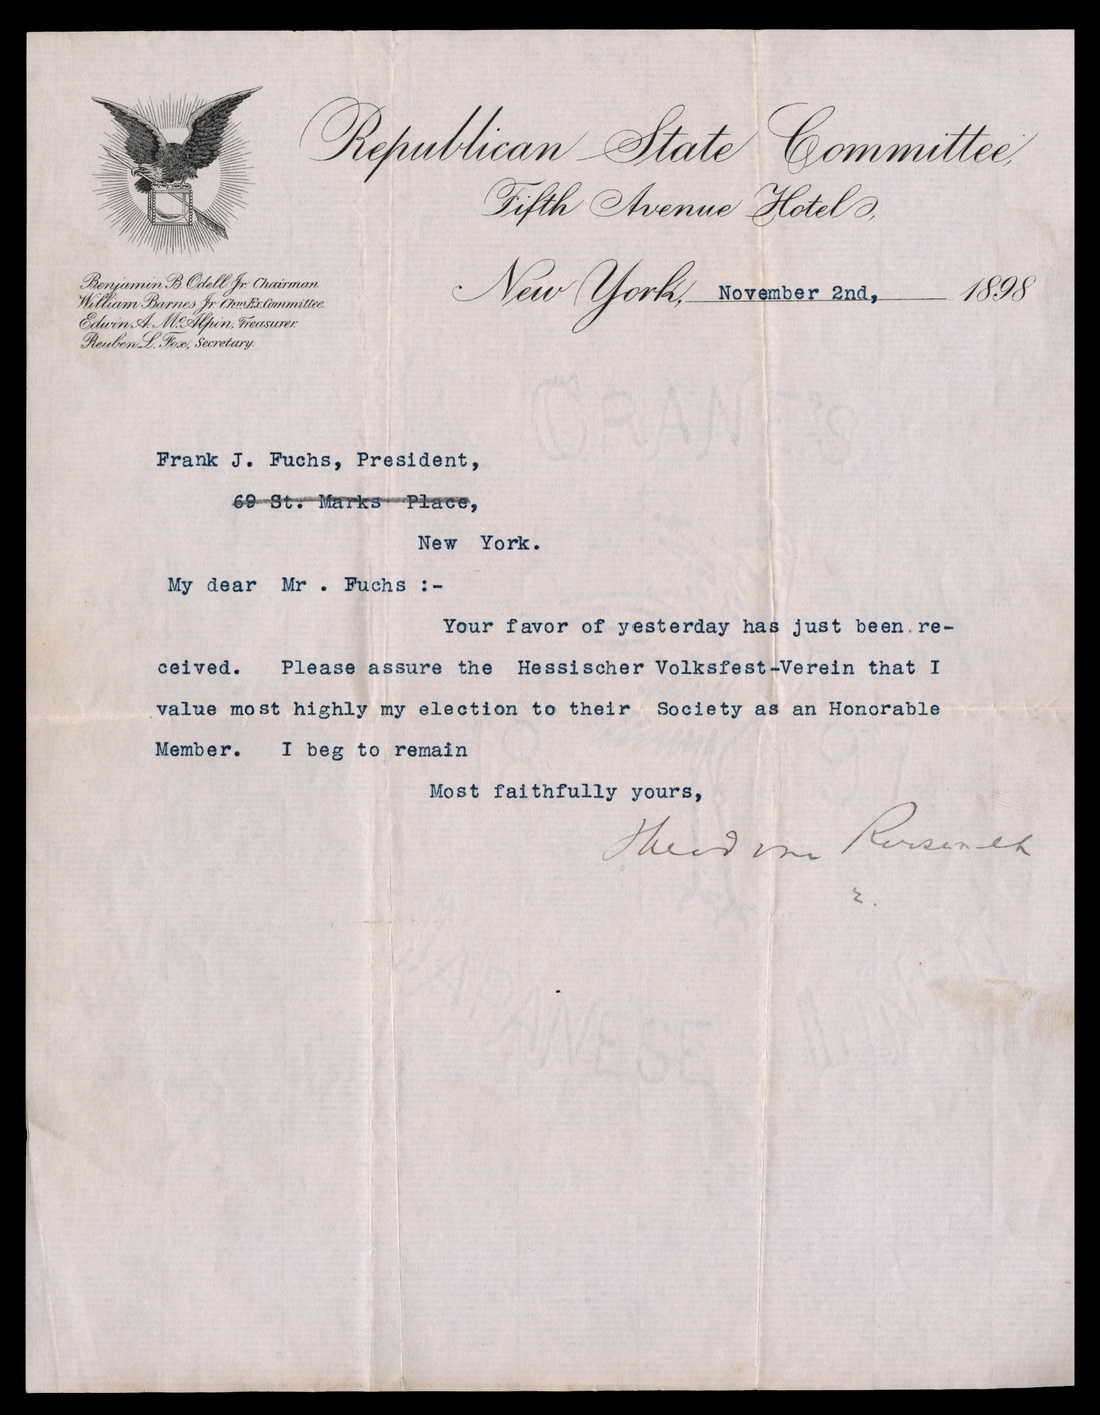 Republican State Committee,
Fifth Avenue Hotel,
New York, November 2nd, 1898
Benjamin B. Odell Jr. Chairman.
William Barnes Jr. Chm. Ex. Committee.
Edwin A. McAlpin, Treasurer.
Reuben L. Fox, Secretary.
Frank J. Fuchs, President,
69 St. Marks Place,
New York.
My dear Mr . Fuchs :-
Your favor of yesterday has just been re-
ceived. Please assure the Hessischer Volksfest-Verein that I
value most highly my election to their Society as an Honorable
Member. I beg to remain
Most faithfully yours,
Theodore Roosevelt